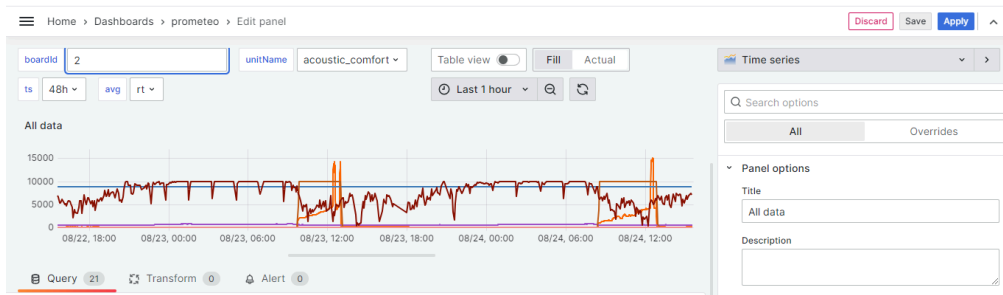 Home > Dashboards > prometeo > Edit panel
Discard Save Apply
boardId 2 unitName acoustic_comfort Table view Fill Actual
Time series
ts 48h avg rt Last 1 hour
Search options
All Overrides
All data
15000
10000
5000
0
08/22, 18:00 08/23, 00:00 08/23, 06:00 08/23, 12:00 08/23, 18:00 08/24, 00:00 08/24, 06:00 08/24, 12:00
Panel options
Title
All data
Description
Query 21 Transform 0 Alert 0